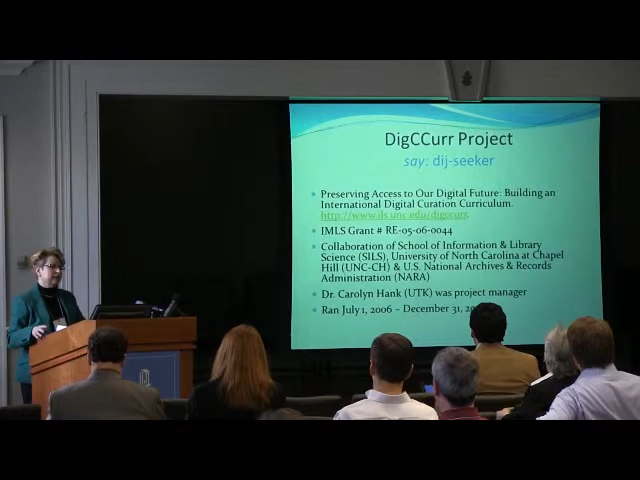 DigCCurr Project
say: dij-seeker
Preserving Access to Our Digital Future: Building an
International Digital Curation Curriculum.
http://www.ils.unc.edu/digccurr.
IMLS Grant # RE-05-06-0044
Collaboration of School of Information & Library
Science (SILS), University of North Carolina at Chapel
Hill (UNC-CH) & U.S. National Archives & Records
Administration (NARA)
Dr. Carolyn Hank (UTK) was project manager
Ran July 1, 2006 – December 31,